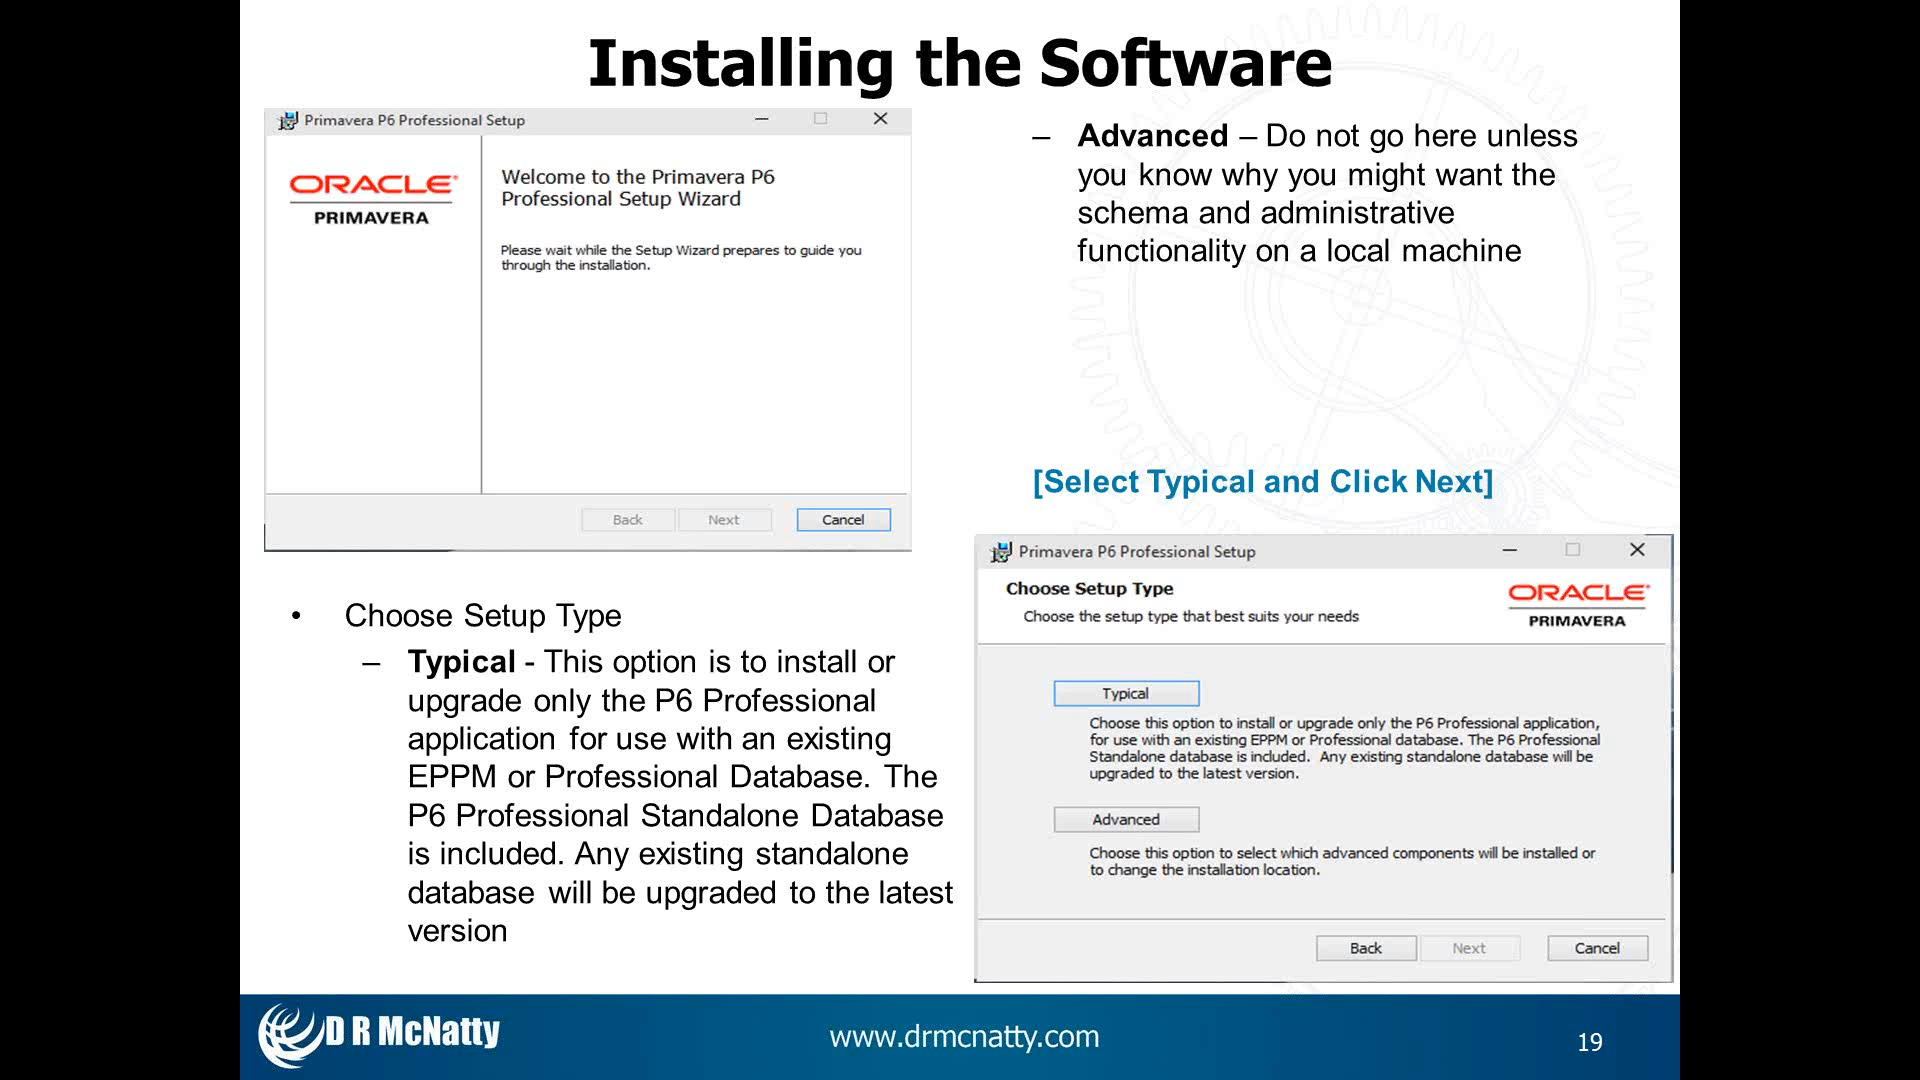 Installing the Software
Primavera P6 Professional Setup
ORACLE
PRIMAVERA
Welcome to the Primavera P6
Professional Setup Wizard
Please wait while the Setup Wizard prepares to guide you
through the installation.
Back
Next
Cancel
• Choose Setup Type
– Typical - This option is to install or
upgrade only the P6 Professional
application for use with an existing
EPPM or Professional Database. The
P6 Professional Standalone Database
is included. Any existing standalone
database will be upgraded to the latest
version
– Advanced – Do not go here unless
you know why you might want the
schema and administrative
functionality on a local machine
[Select Typical and Click Next]
Primavera P6 Professional Setup
Choose Setup Type
Choose the setup type that best suits your needs
ORACLE
PRIMAVERA
Typical
Choose this option to install or upgrade only the P6 Professional application,
for use with an existing EPPM or Professional database. The P6 Professional
Standalone database is included. Any existing standalone database will be
upgraded to the latest version.
Advanced
Choose this option to select which advanced components will be installed or
to change the installation location.
Back
Next
Cancel
D R McNatty
www.drmcnatty.com
19